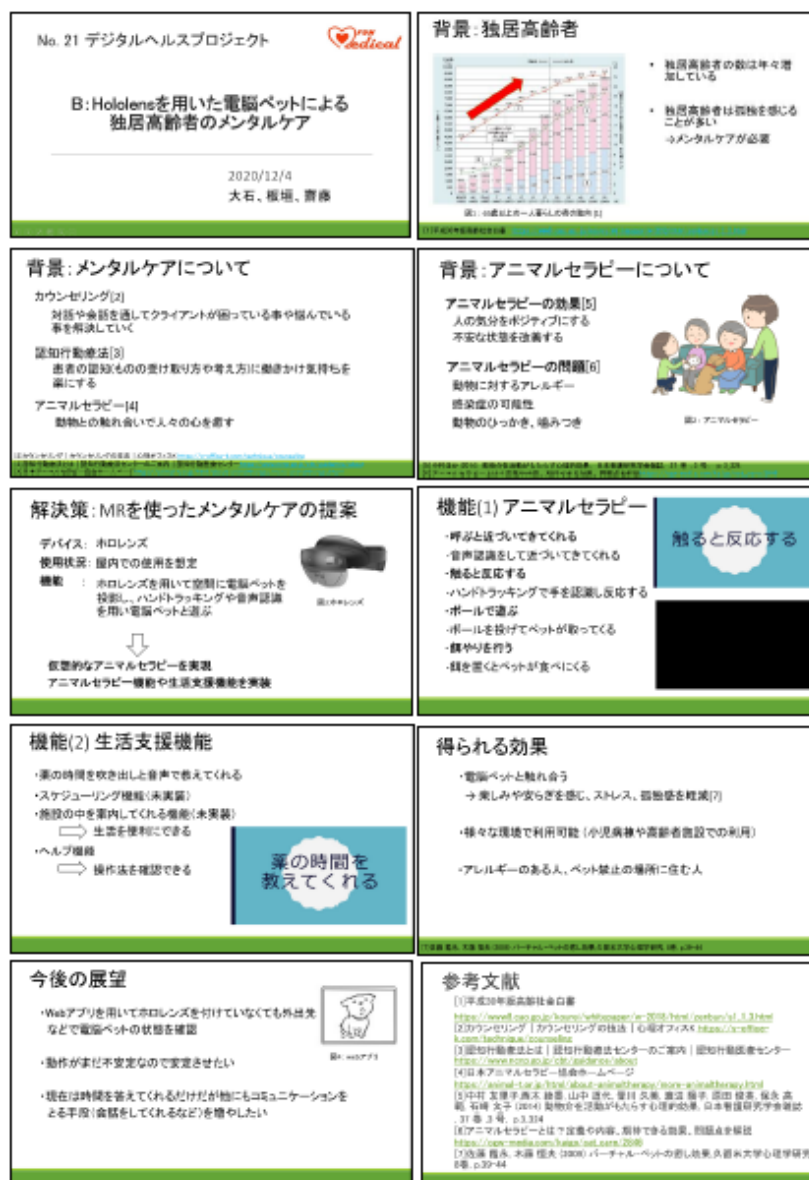 No. 21 デジタルヘルスプロジェクト
FUN
Medical
B:Hololensを用いた電脳ペットによる
独居高齢者のメンタルケア
2020/12/4
大石、板垣、齋藤
背景:独居高齢者
• 独居高齢者の数は年々増
加している
• 独居高齢者は孤独を感じる
ことが多い
→メンタルケアが必要
図1:65歳以上の一人暮らしの者の動向[1]
[1]平成30年版高齢社会白書
背景:メンタルケアについて
カウンセリング[2]
対話や会話を通してクライアントが困っている事や悩んでいる
事を解決していく
認知行動療法[3]
患者の認知(ものの受け取り方や考え方)に働きかけ気持ちを
楽にする
アニマルセラピー[4]
動物との触れ合いで人々の心を癒す
背景:アニマルセラピーについて
アニマルセラピーの効果[5]
人の気分をポジティブにする
不安な状態を改善する
アニマルセラピーの問題[6]
動物に対するアレルギー
感染症の可能性
動物のひっかき、噛みつき
図2:アニマルセラピー
解決策:MRを使ったメンタルケアの提案
デバイス:ホロレンズ
使用状況:屋内での使用を想定
機能 :ホロレンズを用いて空間に電脳ペットを
投影し、ハンドトラッキングや音声認識
を用い電脳ペットと遊ぶ
図3:ホロレンズ
仮想的なアニマルセラピーを実現
アニマルセラピー機能や生活支援機能を実装
機能(1) アニマルセラピー
・呼ぶと近づいてきてくれる
・音声認識をして近づいてきてくれる
・触ると反応する
・ハンドトラッキングで手を認識し反応する
・ボールで遊ぶ
・ボールを投げてペットが取ってくる
・餌やりを行う
・餌を置くとペットが食べにくる
触ると反応する
機能(2) 生活支援機能
・薬の時間を吹き出しと音声で教えてくれる
・スケジューリング機能(未実装)
・施設の中を案内してくれる機能(未実装)
生活を便利にできる
・ヘルプ機能
操作法を確認できる
薬の時間を
教えてくれる
得られる効果
・電脳ペットと触れ合う
→ 楽しみや安らぎを感じ、ストレス、孤独感を軽減[7]
・様々な環境で利用可能(小児病棟や高齢者施設での利用)
・アレルギーのある人、ペット禁止の場所に住む人
今後の展望
・Webアプリを用いてホロレンズを付けていなくても外出先
などで電脳ペットの状態を確認
・動作がまだ不安定なので安定させたい
・現在は時間を答えてくれるだけだが他にもコミュニケーションを
とる手段(会話をしてくれるなど)を増やしたい
図4:webアプリ
参考文献
[1]平成30年版高齢社会白書
[2]カウンセリング | カウンセリングの技法 | 心理オフィスK
[3]認知行動療法とは | 認知行動療法センターのご案内 | 認知行動医療センター
[4]日本アニマルセラピー協会ホームページ
[6]アニマルセラピーとは?定義や内容、期待できる効果、問題点を解説